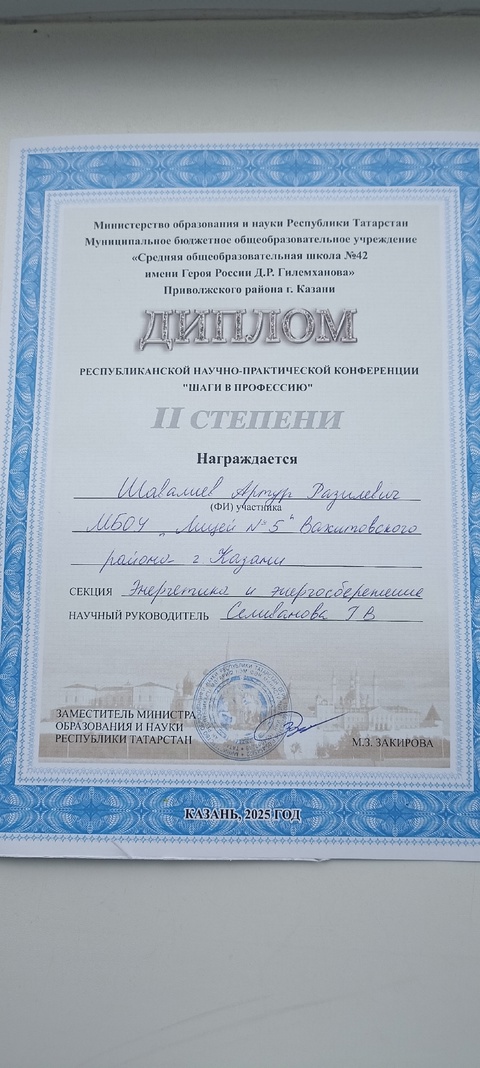 Министерство образования и науки Республики Татарстан
Муниципальное бюджетное общеобразовательное учреждение
«Средняя общеобразовательная школа №42
имени Героя России Д.Р. Гилемханова»
Приволжского района г. Казани
ДИПЛОМ
РЕСПУБЛИКАНСКОЙ НАУЧНО-ПРАКТИЧЕСКОЙ КОНФЕРЕНЦИИ
"ШАГИ В ПРОФЕССИЮ"
II СТЕПЕНИ
Награждается
Шавалиев Артур Разилевич
(ФИ) участника
МБОУ „Лицей №5" Вахитовского
района г Казани
СЕКЦИЯ Энергетика и энергосбережение
НАУЧНЫЙ РУКОВОДИТЕЛЬ Селиванова Т В
ЗАМЕСТИТЕЛЬ МИНИСТРА
ОБРАЗОВАНИЯ И НАУКИ
РЕСПУБЛИКИ ТАТАРСТАН
М.З. ЗАКИРОВА
КАЗАНЬ, 2025 ГОД